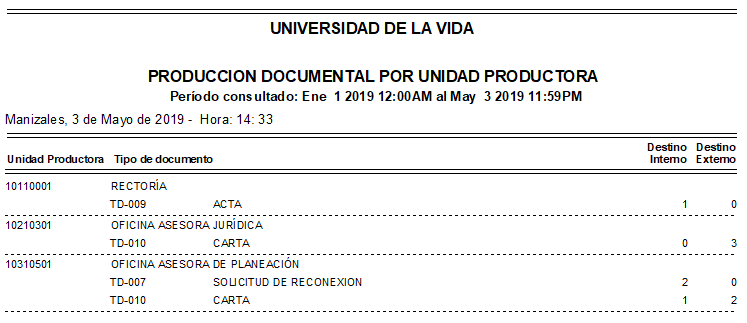 UNIVERSIDAD DE LA VIDA
PRODUCCION DOCUMENTAL POR UNIDAD PRODUCTORA
Período consultado: Ene 1 2019 12:00AM al May 3 2019 11:59PM
Manizales, 3 de Mayo de 2019 - Hora: 14: 33
Destino Destino
Unidad Productora Tipo de documento Interno Externo
10110001 RECTORÍA
TD-009 ACTA 1 0
10210301 OFICINA ASESORA JURÍDICA
TD-010 CARTA 0 3
10310501 OFICINA ASESORA DE PLANEACIÓN
TD-007 SOLICITUD DE RECONEXION 2 0
TD-010 CARTA 1 2